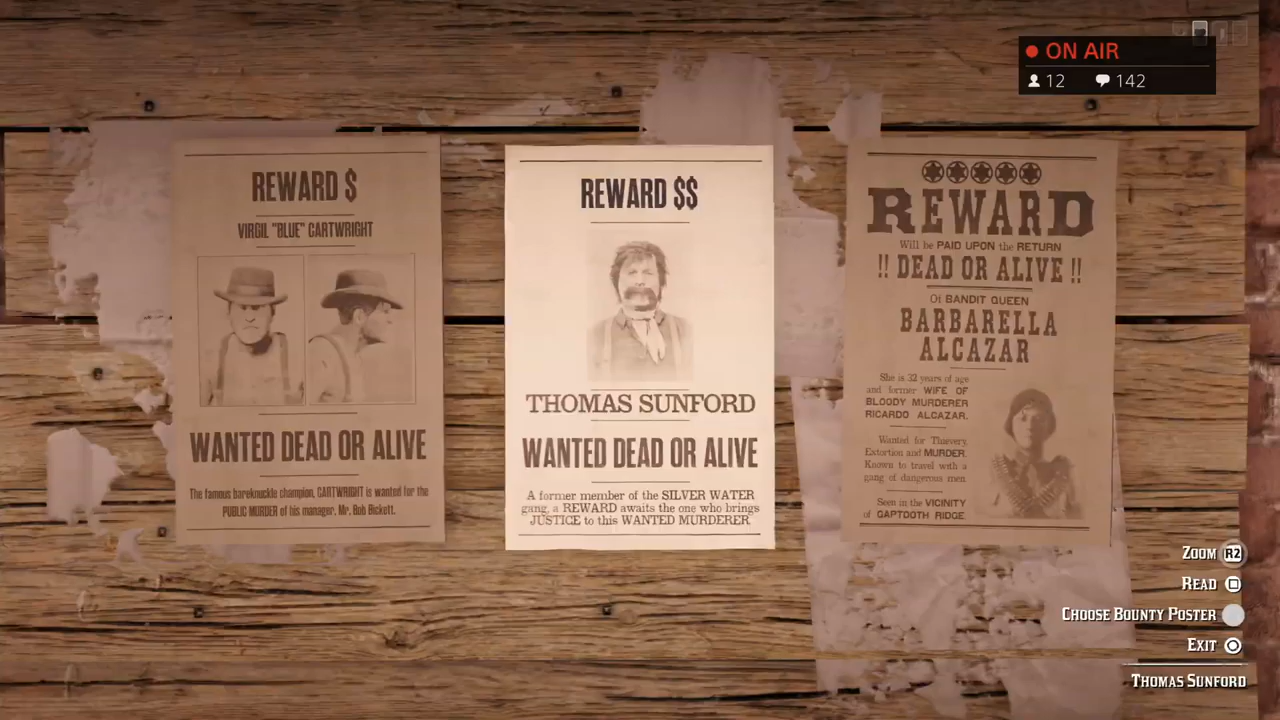 ON AIR
12 142
REWARD $
VIRGIL "BLUE" CARTWRIGHT
WANTED DEAD OR ALIVE
The famous bareknuckle champion, CARTWRIGHT is wanted for the
PUBLIC MURDER of his manager. Mr. Bob Bickett.
REWARD $$
THOMAS SUNFORD
WANTED DEAD OR ALIVE
A former member of the SILVER WATER
gang, a REWARD awaits the one who brings
JUSTICE to this WANTED MURDERER
REWARD
Will be PAID UPON the RETURN
!! DEAD OR ALIVE !!
Of BANDIT QUEEN
BARBARELLA
ALCAZAR
She is 32 years of age
and former WIFE OF
BLOODY MURDERER
RICARDO ALCAZAR.
Wanted for Thievery,
Extortion and MURDER.
Known to travel with a
gang of dangerous men.
Seen in the VICINITY
of GAPTOOTH RIDGE
ZOOM R2
READ
CHOOSE BOUNTY POSTER
EXIT
THOMAS SUNFORD